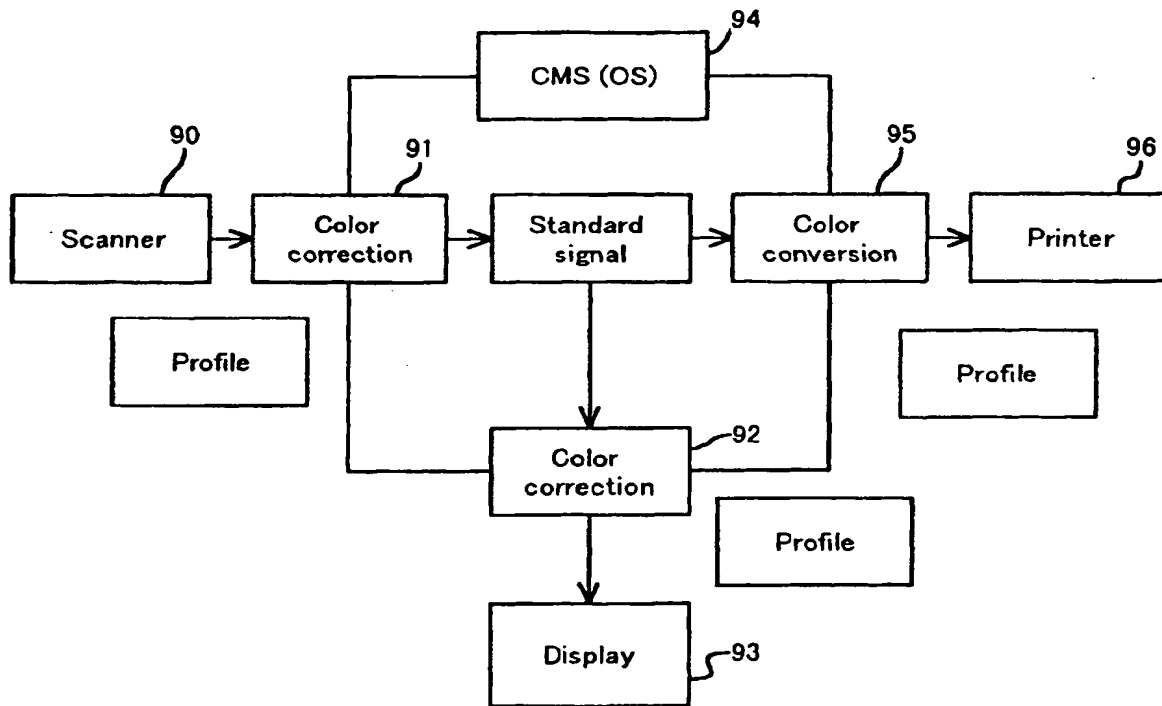 94
CMS (OS)
90
91
95
96
Scanner
Color
correction
Standard
signal
Color
conversion
Printer
Profile
Profile
92
Color
correction
Profile
Display
93